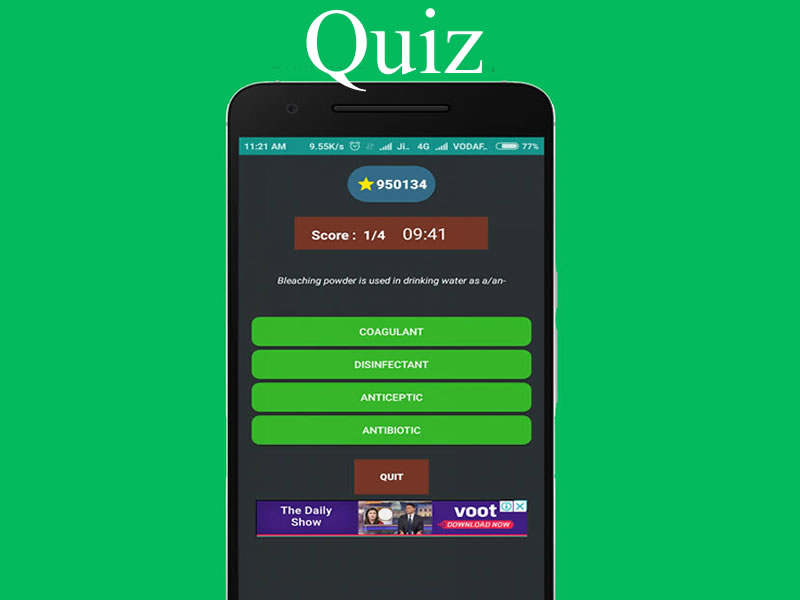 Quiz
11:21 AM 9.55K/s Ji.. 4G VODAF.. 77%
950134
Score : 1/4 09:41
Bleaching powder is used in drinking water as a/an-
COAGULANT
DISINFECTANT
ANTICEPTIC
ANTIBIOTIC
QUIT
The Daily
Show
voot
DOWNLOAD NOW